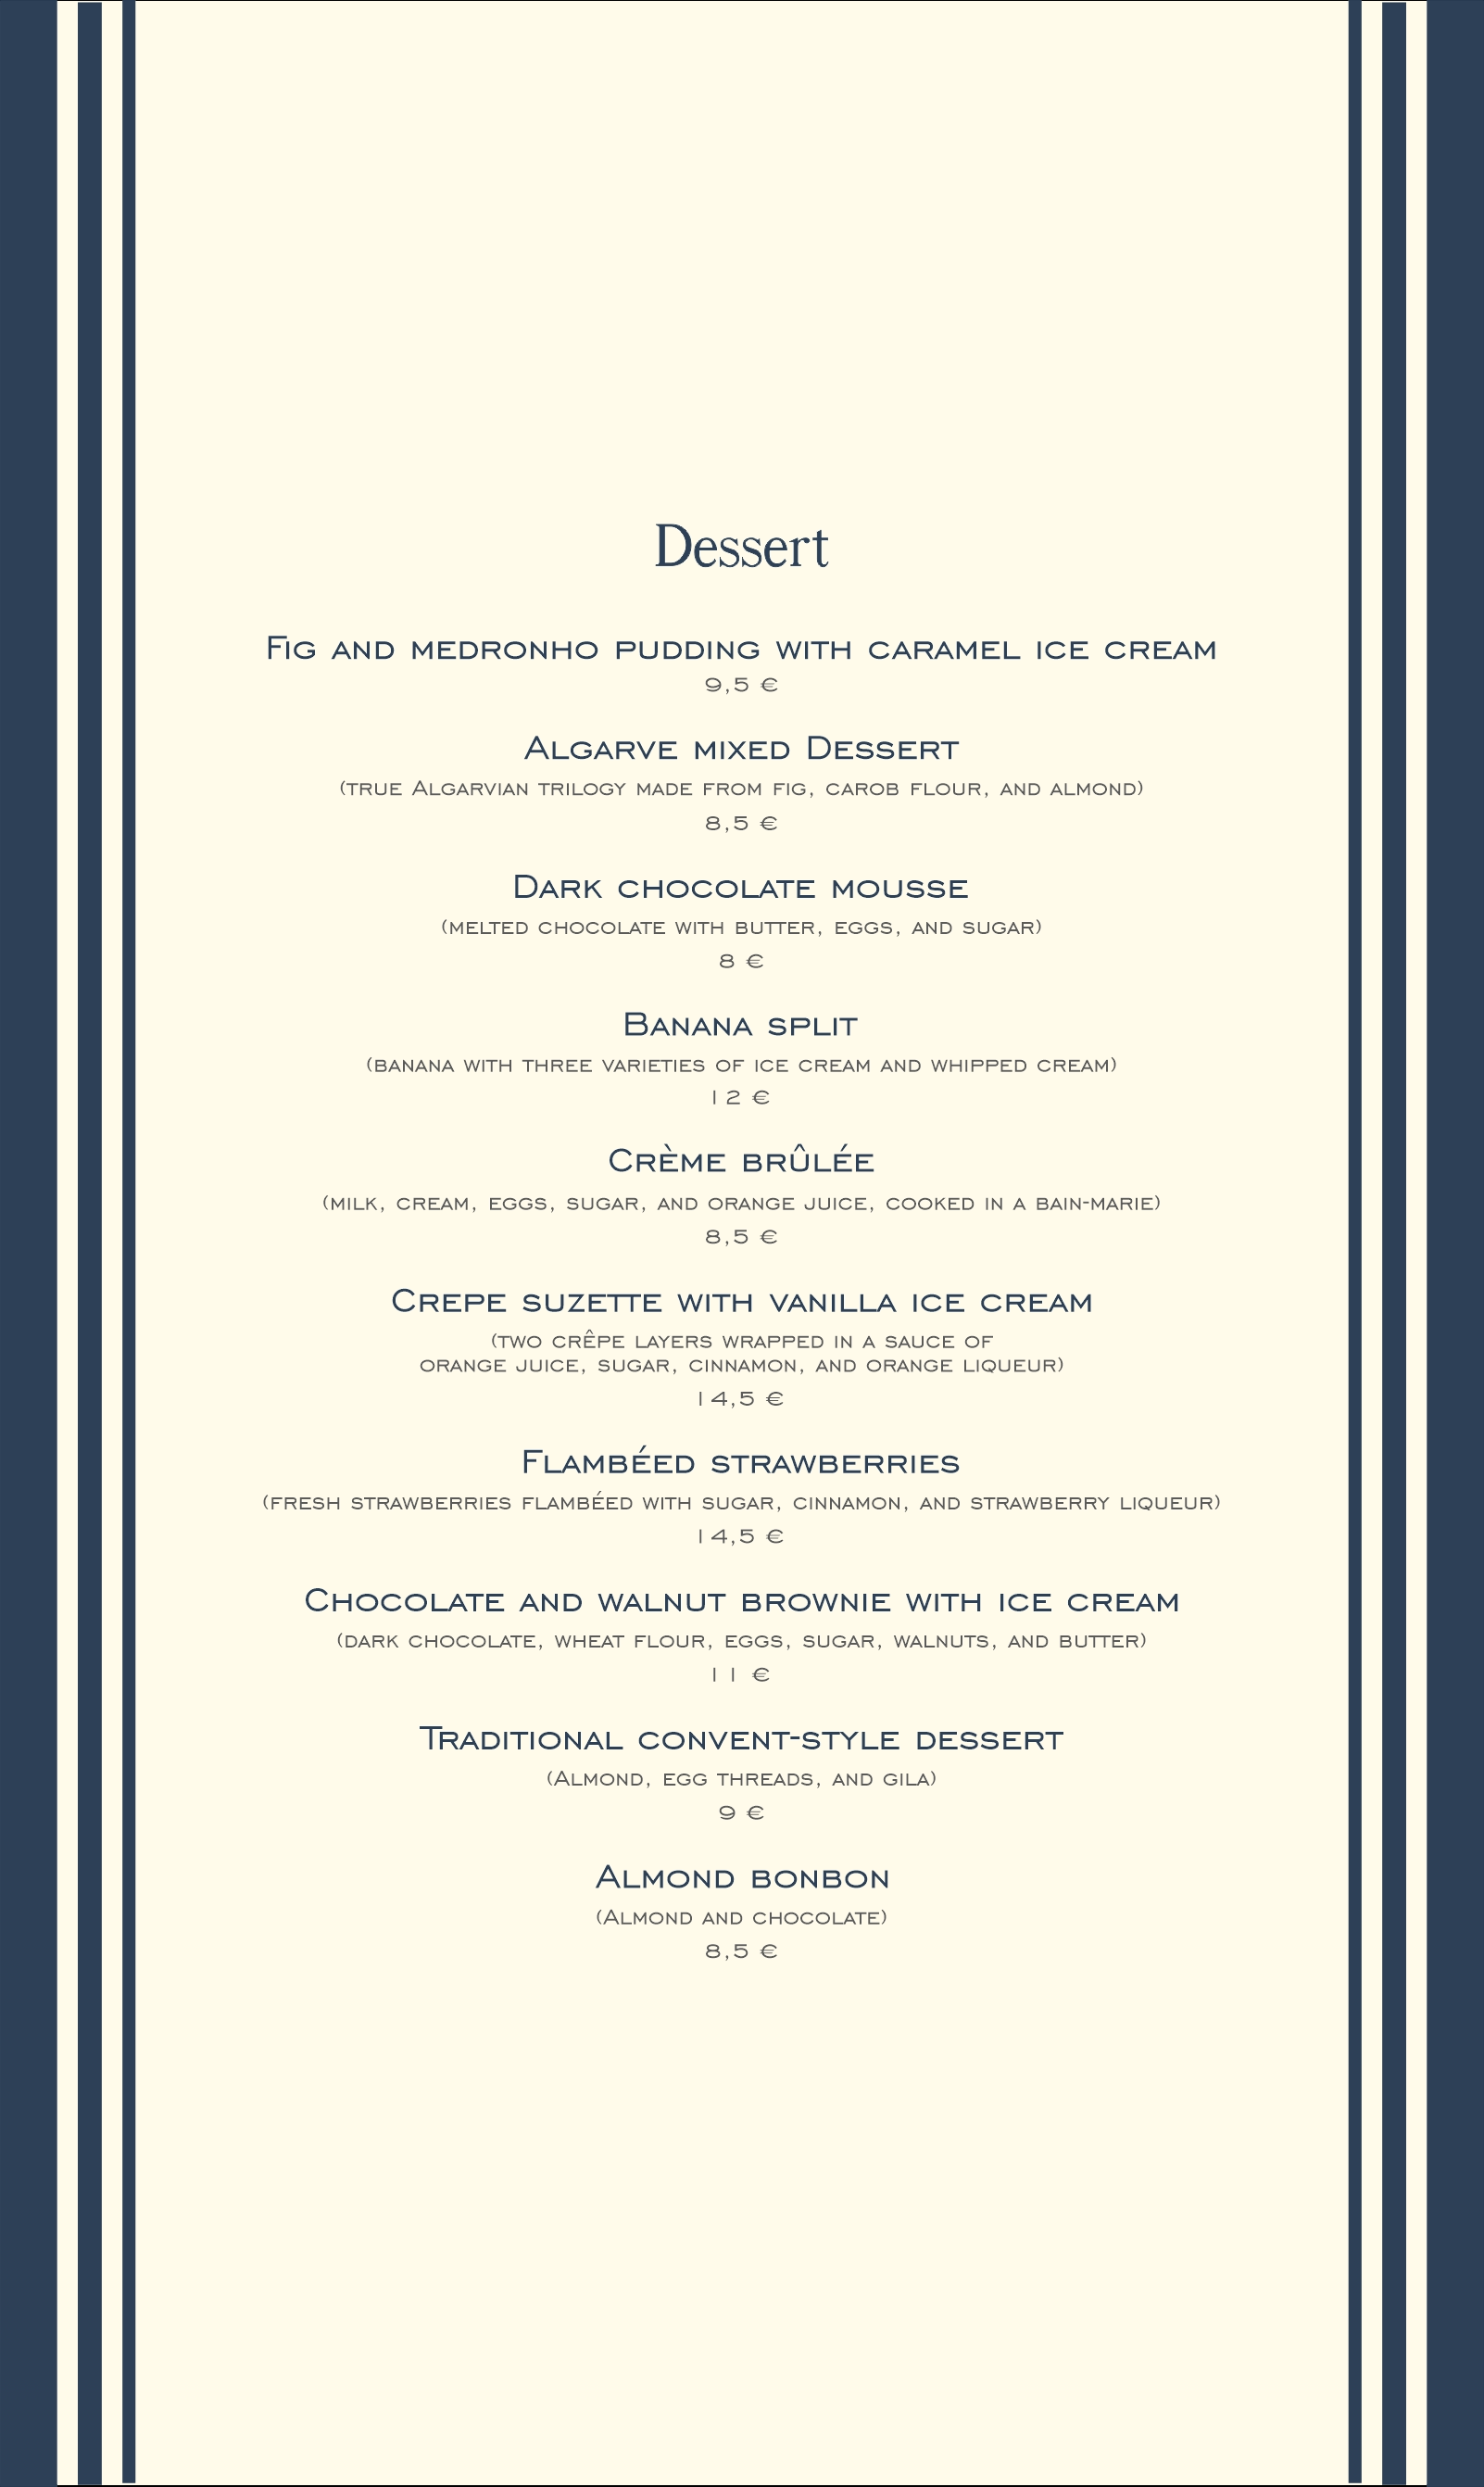 Dessert
Fig and medronho pudding with caramel ice cream
9,5 €
Algarve mixed Dessert
(true Algarvian trilogy made from fig, carob flour, and almond)
8,5 €
Dark chocolate mousse
(melted chocolate with butter, eggs, and sugar)
8 €
Banana split
(banana with three varieties of ice cream and whipped cream)
12 €
Crème brûlée
(milk, cream, eggs, sugar, and orange juice, cooked in a bain-marie)
8,5 €
Crepe suzette with vanilla ice cream
(two crêpe layers wrapped in a sauce of
orange juice, sugar, cinnamon, and orange liqueur)
14,5 €
Flambéed strawberries
(fresh strawberries flambéed with sugar, cinnamon, and strawberry liqueur)
14,5 €
Chocolate and walnut brownie with ice cream
(dark chocolate, wheat flour, eggs, sugar, walnuts, and butter)
11 €
Traditional convent-style dessert
(Almond, egg threads, and gila)
9 €
Almond bonbon
(Almond and chocolate)
8,5 €